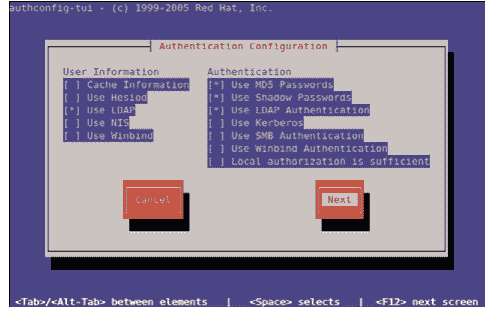 authconfig-tui - (c) 1999-2005 Red Hat, Inc.
Authentication Configuration
User Information
[ ] Cache Information
[ ] Use Hesiod
[*] Use LDAP
[ ] Use NIS
[ ] Use Winbind
Authentication
[*] Use MD5 Passwords
[*] Use Shadow Passwords
[*] Use LDAP Authentication
[ ] Use Kerberos
[ ] Use SMB Authentication
[ ] Use Winbind Authentication
[ ] Local authorization is sufficient
Cancel
Next
<Tab>/<Alt-Tab> between elements | <Space> selects | <F12> next screen